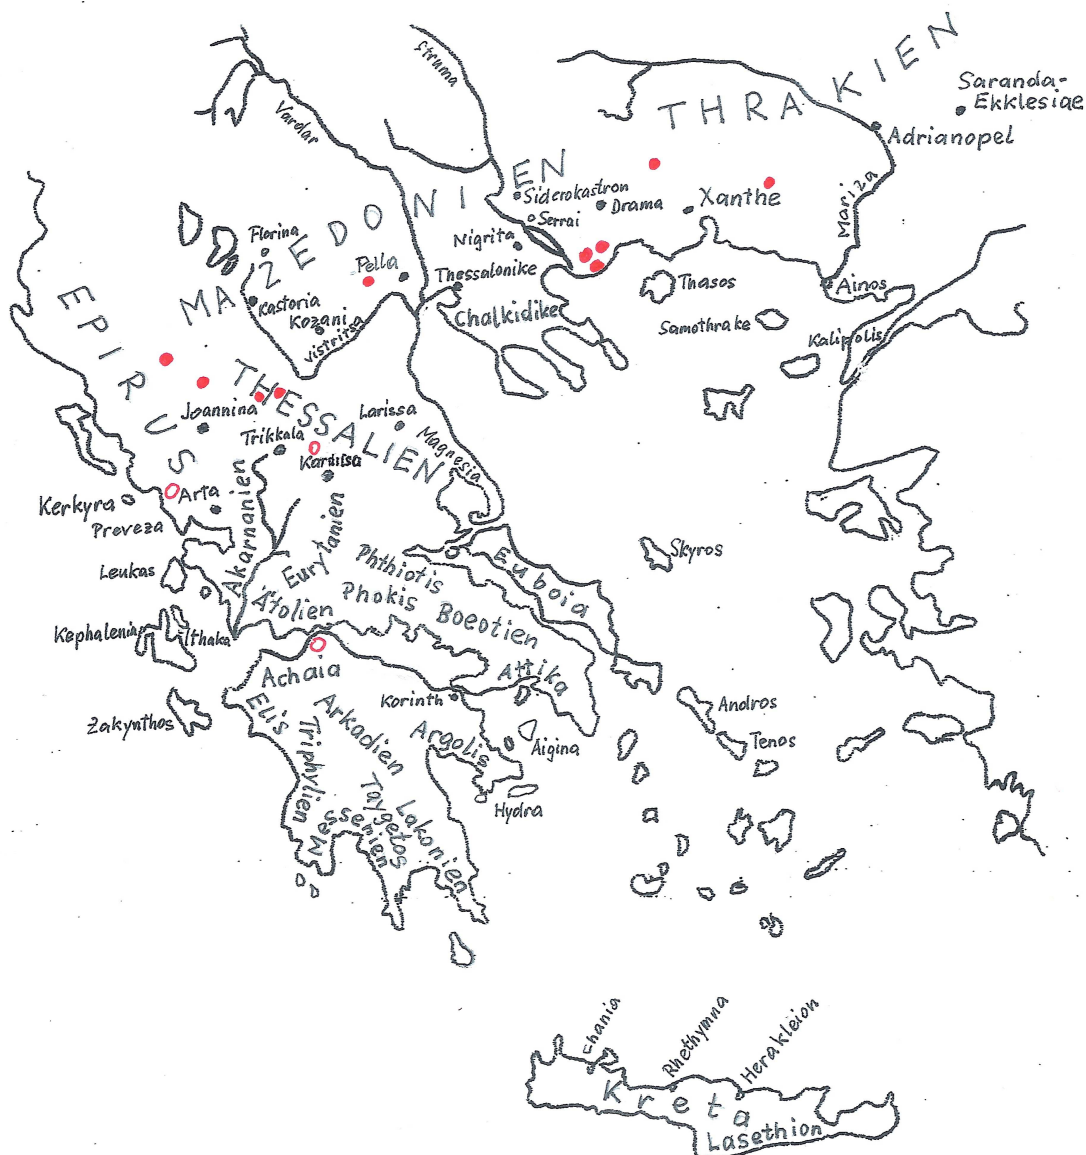 Struma
THRAKIEN
Saranda-
Ekklesiae
Adrianopel
Vardar
MAZEDONIEN
Siderokastron
Drama
Xanthe
Mariza
Serrai
Nigrita
Florina
Pella
Thessalonike
Thasos
Ainos
Kastoria
Kozani
Vistritsa
Chalkidike
Samothrake
Kalipolis
EPIRUS
THESSALIEN
Joannina
Larissa
Trikkala
Karditsa
Magnesia
Kerkyra
Arta
Preveza
Akarnanien
Eurytanien
Leukas
Phthiotis
Euboia
Skyros
Ätolien
Phokis
Boeotien
Kephalenia
Ithaka
Achaia
Attika
Korinth
Zakynthos
Elis
Arkadien
Argolis
Aigina
Andros
Tenos
Triphylien
Hydra
Messenien
Taygetos
Lakonien
Chania
Rhethymna
Herakleion
Kreta
Lasethion